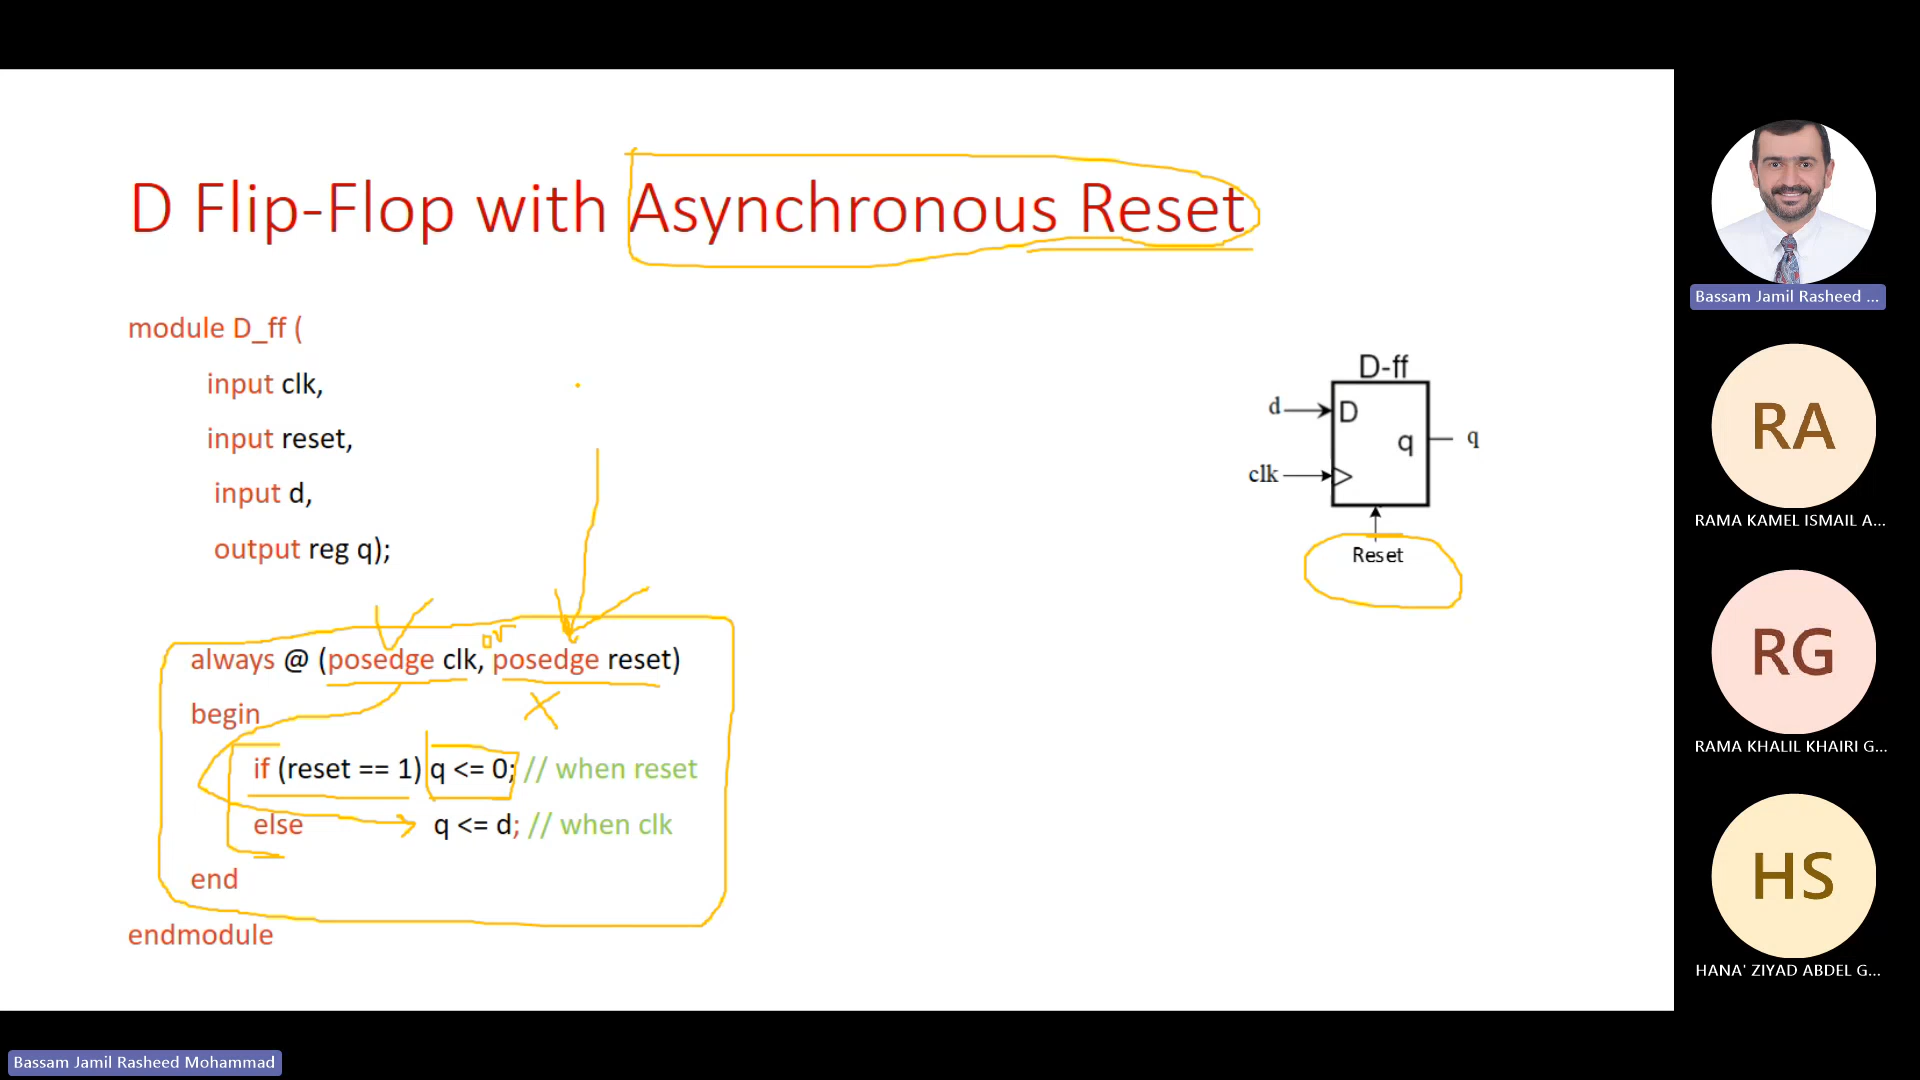 D Flip-Flop with Asynchronous Reset
module D_ff (
input clk,
input reset,
input d,
output reg q);
or
always @ (posedge clk, posedge reset)
begin
if (reset == 1) q <= 0; // when reset
else q <= d; // when clk
end
endmodule
D-ff
d D
q q
clk
Reset
Bassam Jamil Rasheed ...
RA
RAMA KAMEL ISMAIL A...
RG
RAMA KHALIL KHAIRI G...
HS
HANA' ZIYAD ABDEL G...
Bassam Jamil Rasheed Mohammad